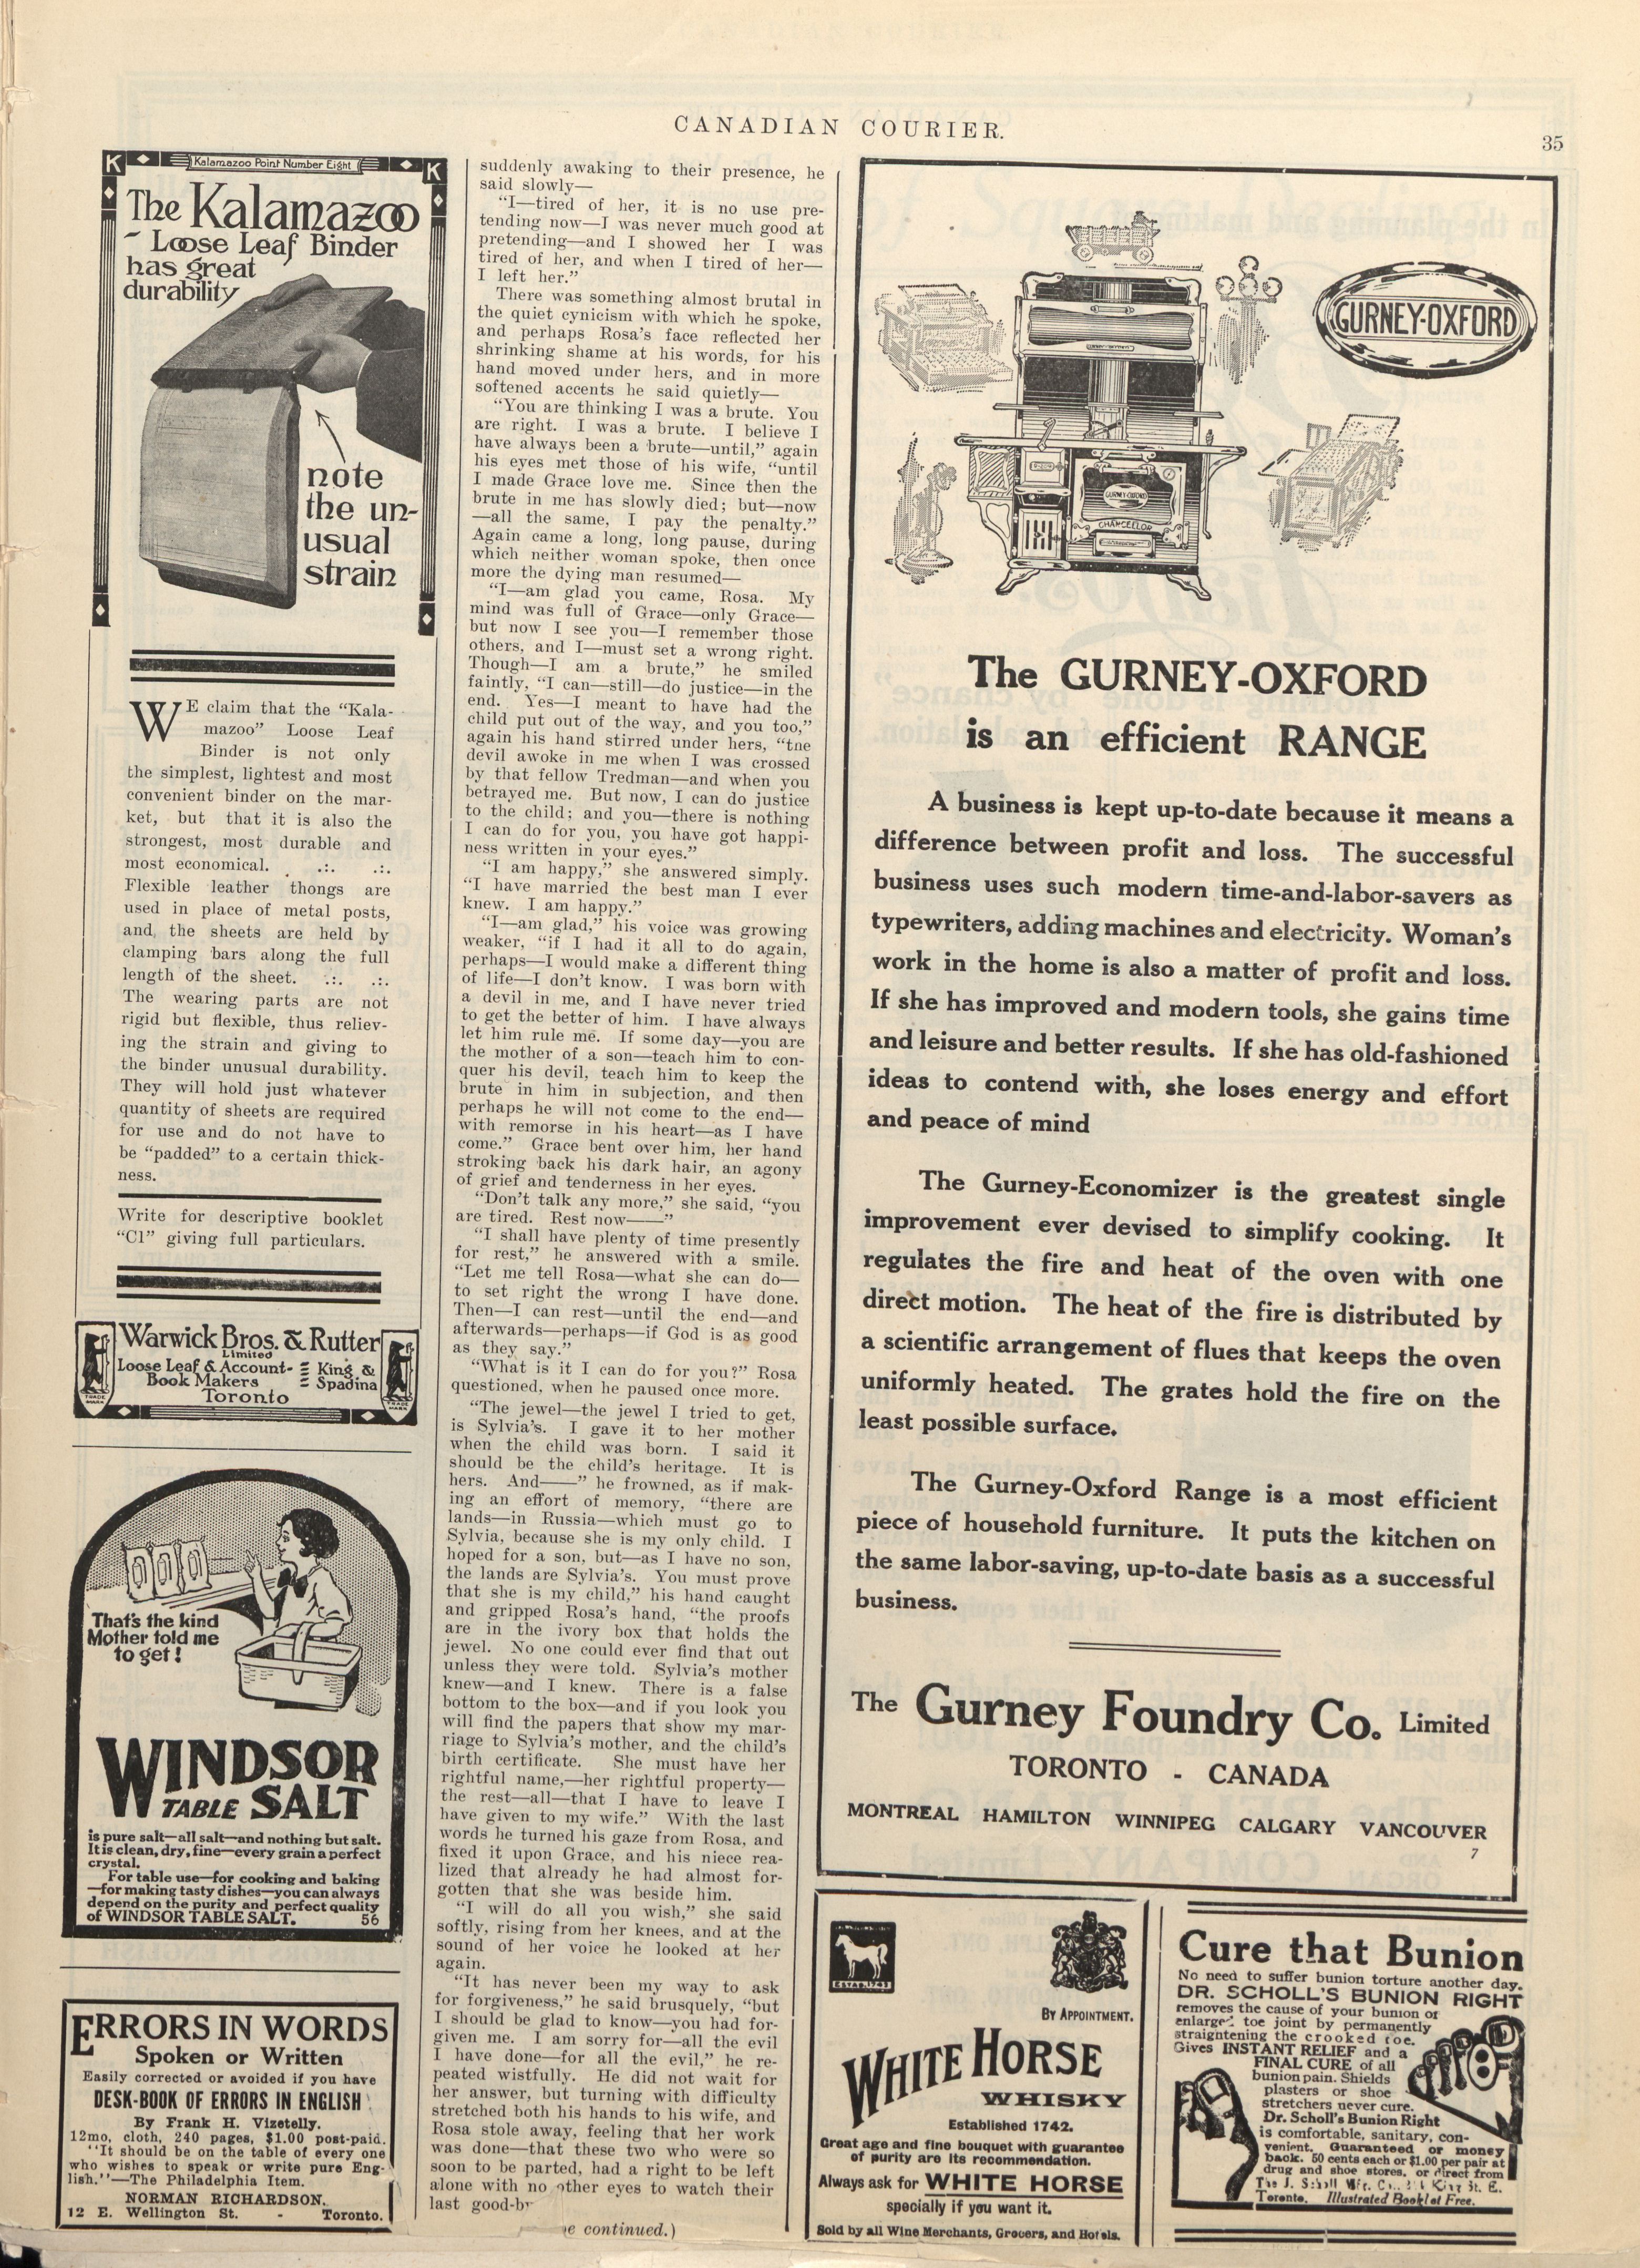 CANADIAN COURIER.
35
K
Kalamazoo Point Number Eight
K
The Kalamazoo
Loose Leaf Binder
has great
durability
note
the un-
usual
strain
WE claim that the "Kala-
mazoo" Loose Leaf
Binder is not only
the simplest, lightest and most
convenient binder on the mar-
ket, but that it is also the
strongest, most durable and
most economical. .:. .:.
Flexible leather thongs are
used in place of metal posts,
and, the sheets are held by
clamping bars along the full
length of the sheet. .:. .:.
The wearing parts are not
rigid but flexible, thus reliev-
ing the strain and giving to
the binder unusual durability.
They will hold just whatever
quantity of sheets are required
for use and do not have to
be "padded" to a certain thick-
ness.
Write for descriptive booklet
"C1" giving full particulars.
Warwick Bros. & Rutter
Limited
Loose Leaf & Account-
Book Makers
King &
Spadina
Toronto
TRADE
MARK
TRADE
MARK
That's the kind
Mother told me
to get!
WINDSOR
TABLE SALT
is pure salt—all salt—and nothing but salt.
It is clean, dry, fine—every grain a perfect
crystal.
For table use—for cooking and baking
—for making tasty dishes—you can always
depend on the purity and perfect quality
of WINDSOR TABLE SALT. 56
ERRORS IN WORDS
Spoken or Written
Easily corrected or avoided if you have
DESK-BOOK OF ERRORS IN ENGLISH
By Frank H. Vizetelly.
12mo, cloth, 240 pages, $1.00 post-paid.
"It should be on the table of every one
who wishes to speak or write pure Eng-
lish."—The Philadelphia Item.
NORMAN RICHARDSON.
12 E. Wellington St. - Toronto.
suddenly awaking to their presence, he
said slowly—
"I—tired of her, it is no use pre-
tending now—I was never much good at
pretending—and I showed her I was
tired of her, and when I tired of her—
I left her."
There was something almost brutal in
the quiet cynicism with which he spoke,
and perhaps Rosa's face reflected her
shrinking shame at his words, for his
hand moved under hers, and in more
softened accents he said quietly—
"You are thinking I was a brute. You
are right. I was a brute. I believe I
have always been a brute—until," again
his eyes met those of his wife, "until
I made Grace love me. Since then the
brute in me has slowly died; but—now
—all the same, I pay the penalty."
Again came a long, long pause, during
which neither woman spoke, then once
more the dying man resumed—
"I—am glad you came, Rosa. My
mind was full of Grace—only Grace—
but now I see you—I remember those
others, and I—must set a wrong right.
Though—I am a brute," he smiled
faintly, "I can—still—do justice—in the
end. Yes—I meant to have had the
child put out of the way, and you too,"
again his hand stirred under hers, "tne
devil awoke in me when I was crossed
by that fellow Tredman—and when you
betrayed me. But now, I can do justice
to the child; and you—there is nothing
I can do for you, you have got happi-
ness written in your eyes."
"I am happy," she answered simply.
"I have married the best man I ever
knew. I am happy."
"I—am glad," his voice was growing
weaker, "if I had it all to do again,
perhaps—I would make a different thing
of life—I don't know. I was born with
a devil in me, and I have never tried
to get the better of him. I have always
let him rule me. If some day—you are
the mother of a son—teach him to con-
quer his devil, teach him to keep the
brute in him in subjection, and then
perhaps he will not come to the end—
with remorse in his heart—as I have
come." Grace bent over him, her hand
stroking back his dark hair, an agony
of grief and tenderness in her eyes.
"Don't talk any more," she said, "you
are tired. Rest now——"
"I shall have plenty of time presently
for rest," he answered with a smile.
"Let me tell Rosa—what she can do—
to set right the wrong I have done.
Then—I can rest—until the end—and
afterwards—perhaps—if God is as good
as they say."
"What is it I can do for you?" Rosa
questioned, when he paused once more.
"The jewel—the jewel I tried to get,
is Sylvia's. I gave it to her mother
when the child was born. I said it
should be the child's heritage. It is
hers. And——" he frowned, as if mak-
ing an effort of memory, "there are
lands—in Russia—which must go to
Sylvia, because she is my only child. I
hoped for a son, but—as I have no son,
the lands are Sylvia's. You must prove
that she is my child," his hand caught
and gripped Rosa's hand, "the proofs
are in the ivory box that holds the
jewel. No one could ever find that out
unless they were told. Sylvia's mother
knew—and I knew. There is a false
bottom to the box—and if you look you
will find the papers that show my mar-
riage to Sylvia's mother, and the child's
birth certificate. She must have her
rightful name,—her rightful property—
the rest—all—that I have to leave I
have given to my wife." With the last
words he turned his gaze from Rosa, and
fixed it upon Grace, and his niece rea-
lized that already he had almost for-
gotten that she was beside him.
"I will do all you wish," she said
softly, rising from her knees, and at the
sound of her voice he looked at her
again.
"It has never been my way to ask
for forgiveness," he said brusquely, "but
I should be glad to know—you had for-
given me. I am sorry for—all the evil
I have done—for all the evil," he re-
peated wistfully. He did not wait for
her answer, but turning with difficulty
stretched both his hands to his wife, and
Rosa stole away, feeling that her work
was done—that these two who were so
soon to be parted, had a right to be left
alone with no other eyes to watch their
last good-br
e continued.)
GURNEY-OXFORD
GURNEY-OXFORD
CHANCELLOR
The GURNEY-OXFORD
is an efficient RANGE
A business is kept up-to-date because it means a
difference between profit and loss. The successful
business uses such modern time-and-labor-savers as
typewriters, adding machines and electricity. Woman's
work in the home is also a matter of profit and loss.
If she has improved and modern tools, she gains time
and leisure and better results. If she has old-fashioned
ideas to contend with, she loses energy and effort
and peace of mind
The Gurney-Economizer is the greatest single
improvement ever devised to simplify cooking. It
regulates the fire and heat of the oven with one
direct motion. The heat of the fire is distributed by
a scientific arrangement of flues that keeps the oven
uniformly heated. The grates hold the fire on the
least possible surface.
The Gurney-Oxford Range is a most efficient
piece of household furniture. It puts the kitchen on
the same labor-saving, up-to-date basis as a successful
business.
The Gurney Foundry Co. Limited
TORONTO - CANADA
MONTREAL HAMILTON WINNIPEG CALGARY VANCOUVER
7
ESTAB. 1742
BY APPOINTMENT.
WHITE HORSE
WHISKY
Established 1742.
Great age and fine bouquet with guarantee
of purity are its recommendation.
Always ask for WHITE HORSE
specially if you want it.
Sold by all Wine Merchants, Grocers, and Hotels.
Cure that Bunion
No need to suffer bunion torture another day.
DR. SCHOLL'S BUNION RIGHT
removes the cause of your bunion or
enlarged toe joint by permanently
straightening the crooked toe.
Gives INSTANT RELIEF and a
FINAL CURE of all
bunion pain. Shields
plasters or shoe
stretchers never cure.
Dr. Scholl's Bunion Right
is comfortable, sanitary, con-
venient. Guaranteed or money
back. 50 cents each or $1.00 per pair at
drug and shoe stores, or direct from
The J. Scholl Mfg. Co., King St. E.
Toronto. Illustrated Booklet Free.